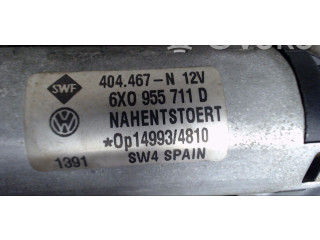 SWF
404.467-N 12V
6X0 955 711 D
NAHENTSTOERT
*Op14993/4810
1391 SW4 SPAIN